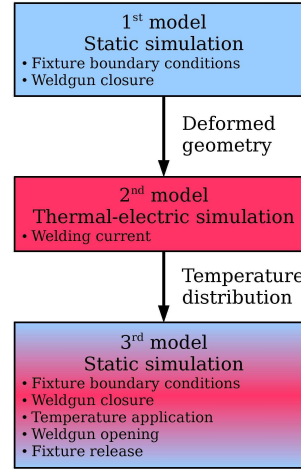 1st model
Static simulation
• Fixture boundary conditions
• Weldgun closure
Deformed
geometry
2nd model
Thermal-electric simulation
• Welding current
Temperature
distribution
3rd model
Static simulation
• Fixture boundary conditions
• Weldgun closure
• Temperature application
• Weldgun opening
• Fixture release